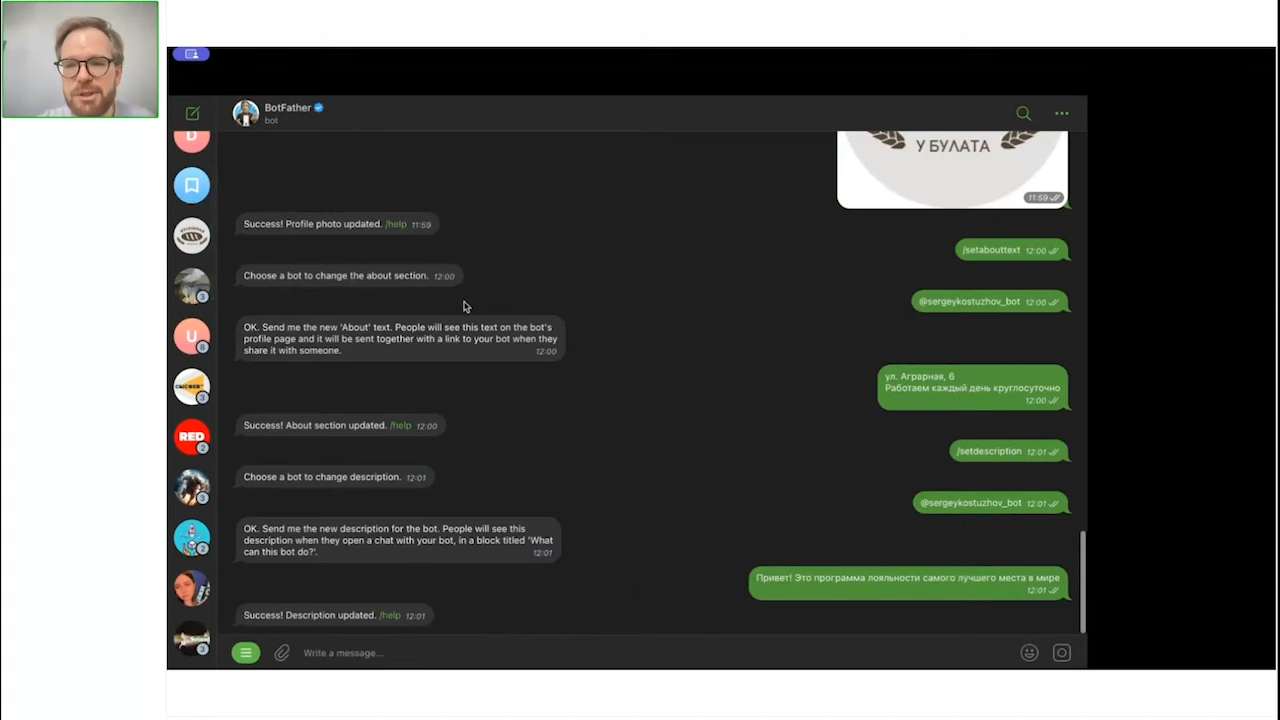 BotFather
bot
D
У БУЛАТА
11:59
Success! Profile photo updated. /help 11:59
/setabouttext 12:00
Choose a bot to change the about section. 12:00
@sergeykostuzhov_bot 12:00
3
OK. Send me the new 'About' text. People will see this text on the bot's
profile page and it will be sent together with a link to your bot when they
share it with someone. 12:00
U
8
ул. Аграрная, 6
Работаем каждый день круглосуточно
12:00
3
Success! About section updated. /help 12:00
RED
2
/setdescription 12:01
Choose a bot to change description. 12:01
3
@sergeykostuzhov_bot 12:01
OK. Send me the new description for the bot. People will see this
description when they open a chat with your bot, in a block titled 'What
can this bot do?'. 12:01
2
Привет! Это программа лояльности самого лучшего места в мире
12:01
Success! Description updated. /help 12:01
3
Write a message...